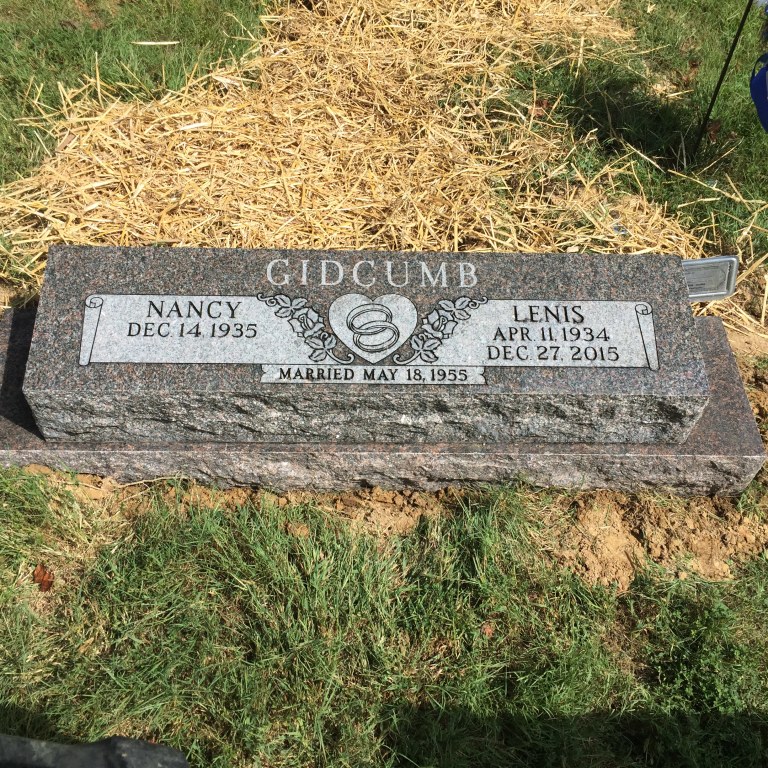 GIDCUMB
NANCY
DEC. 14, 1935
LENIS
APR. 11, 1934
DEC. 27, 2015
MARRIED MAY 18, 1955